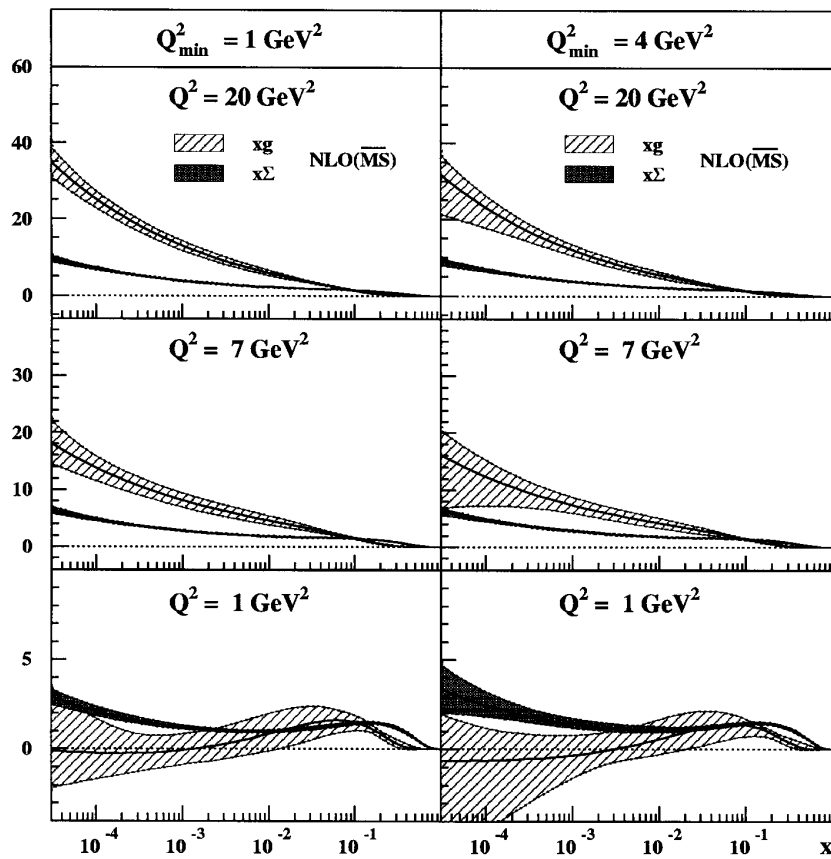 Q²min = 1 GeV²
Q²min = 4 GeV²
60
40
20
0
Q² = 20 GeV²
xg
xΣ
NLO(M̅S̅)
Q² = 20 GeV²
xg
xΣ
NLO(M̅S̅)
30
20
10
0
Q² = 7 GeV²
Q² = 7 GeV²
5
0
Q² = 1 GeV²
Q² = 1 GeV²
10⁻⁴ 10⁻³ 10⁻² 10⁻¹ 10⁻⁴ 10⁻³ 10⁻² 10⁻¹ x